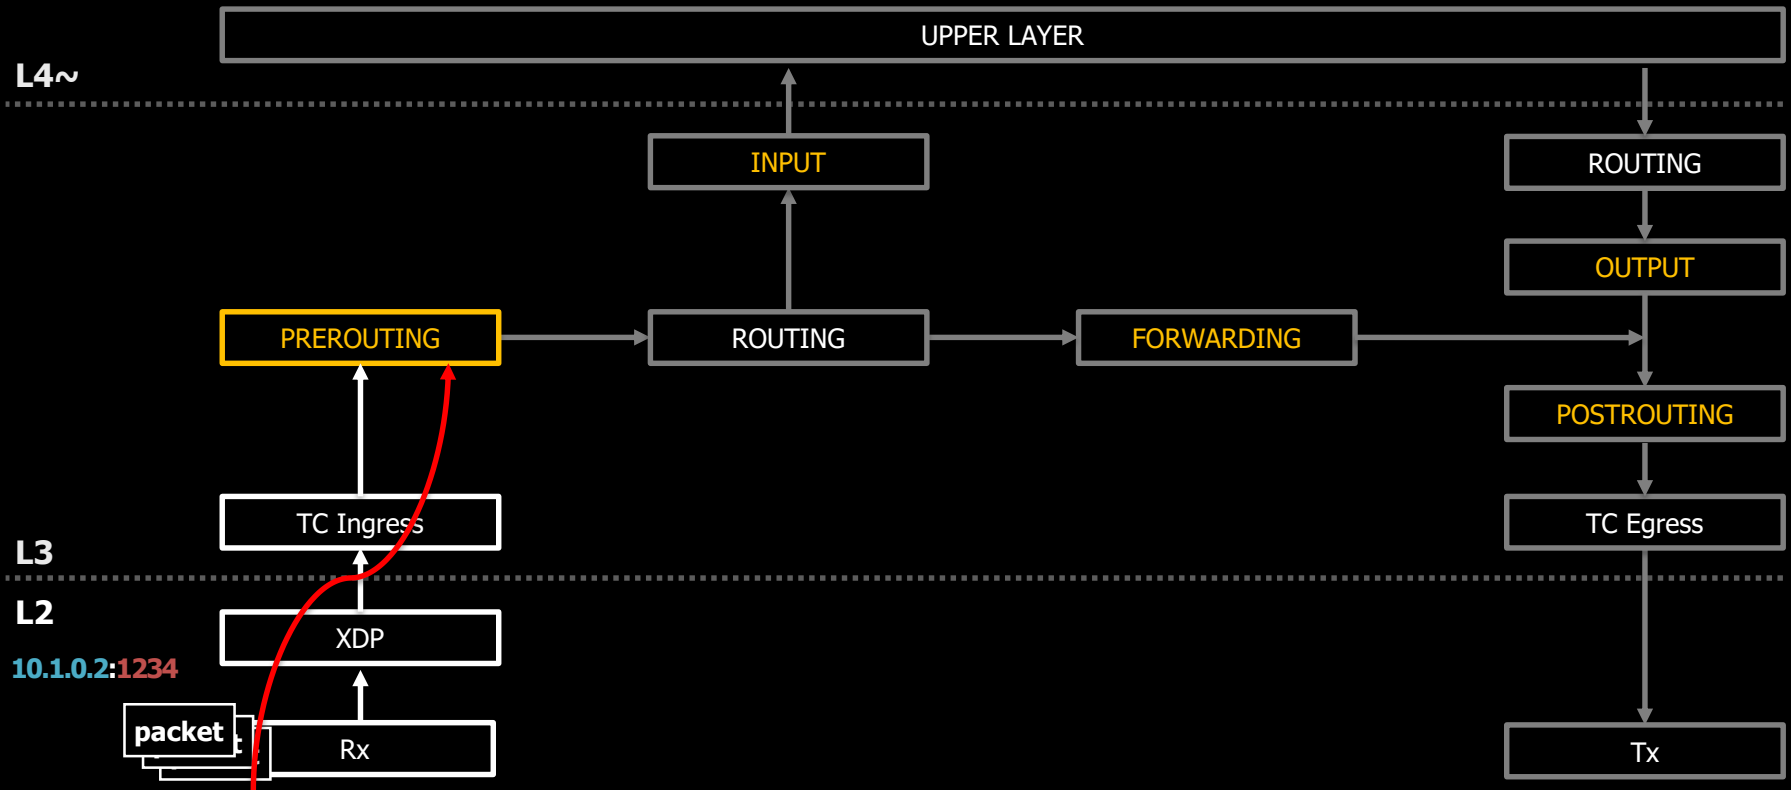 UPPER LAYER
L4~
INPUT
ROUTING
OUTPUT
PREROUTING
ROUTING
FORWARDING
POSTROUTING
TC Ingress
TC Egress
L3
L2
XDP
10.1.0.2:1234
packet
t
Rx
Tx